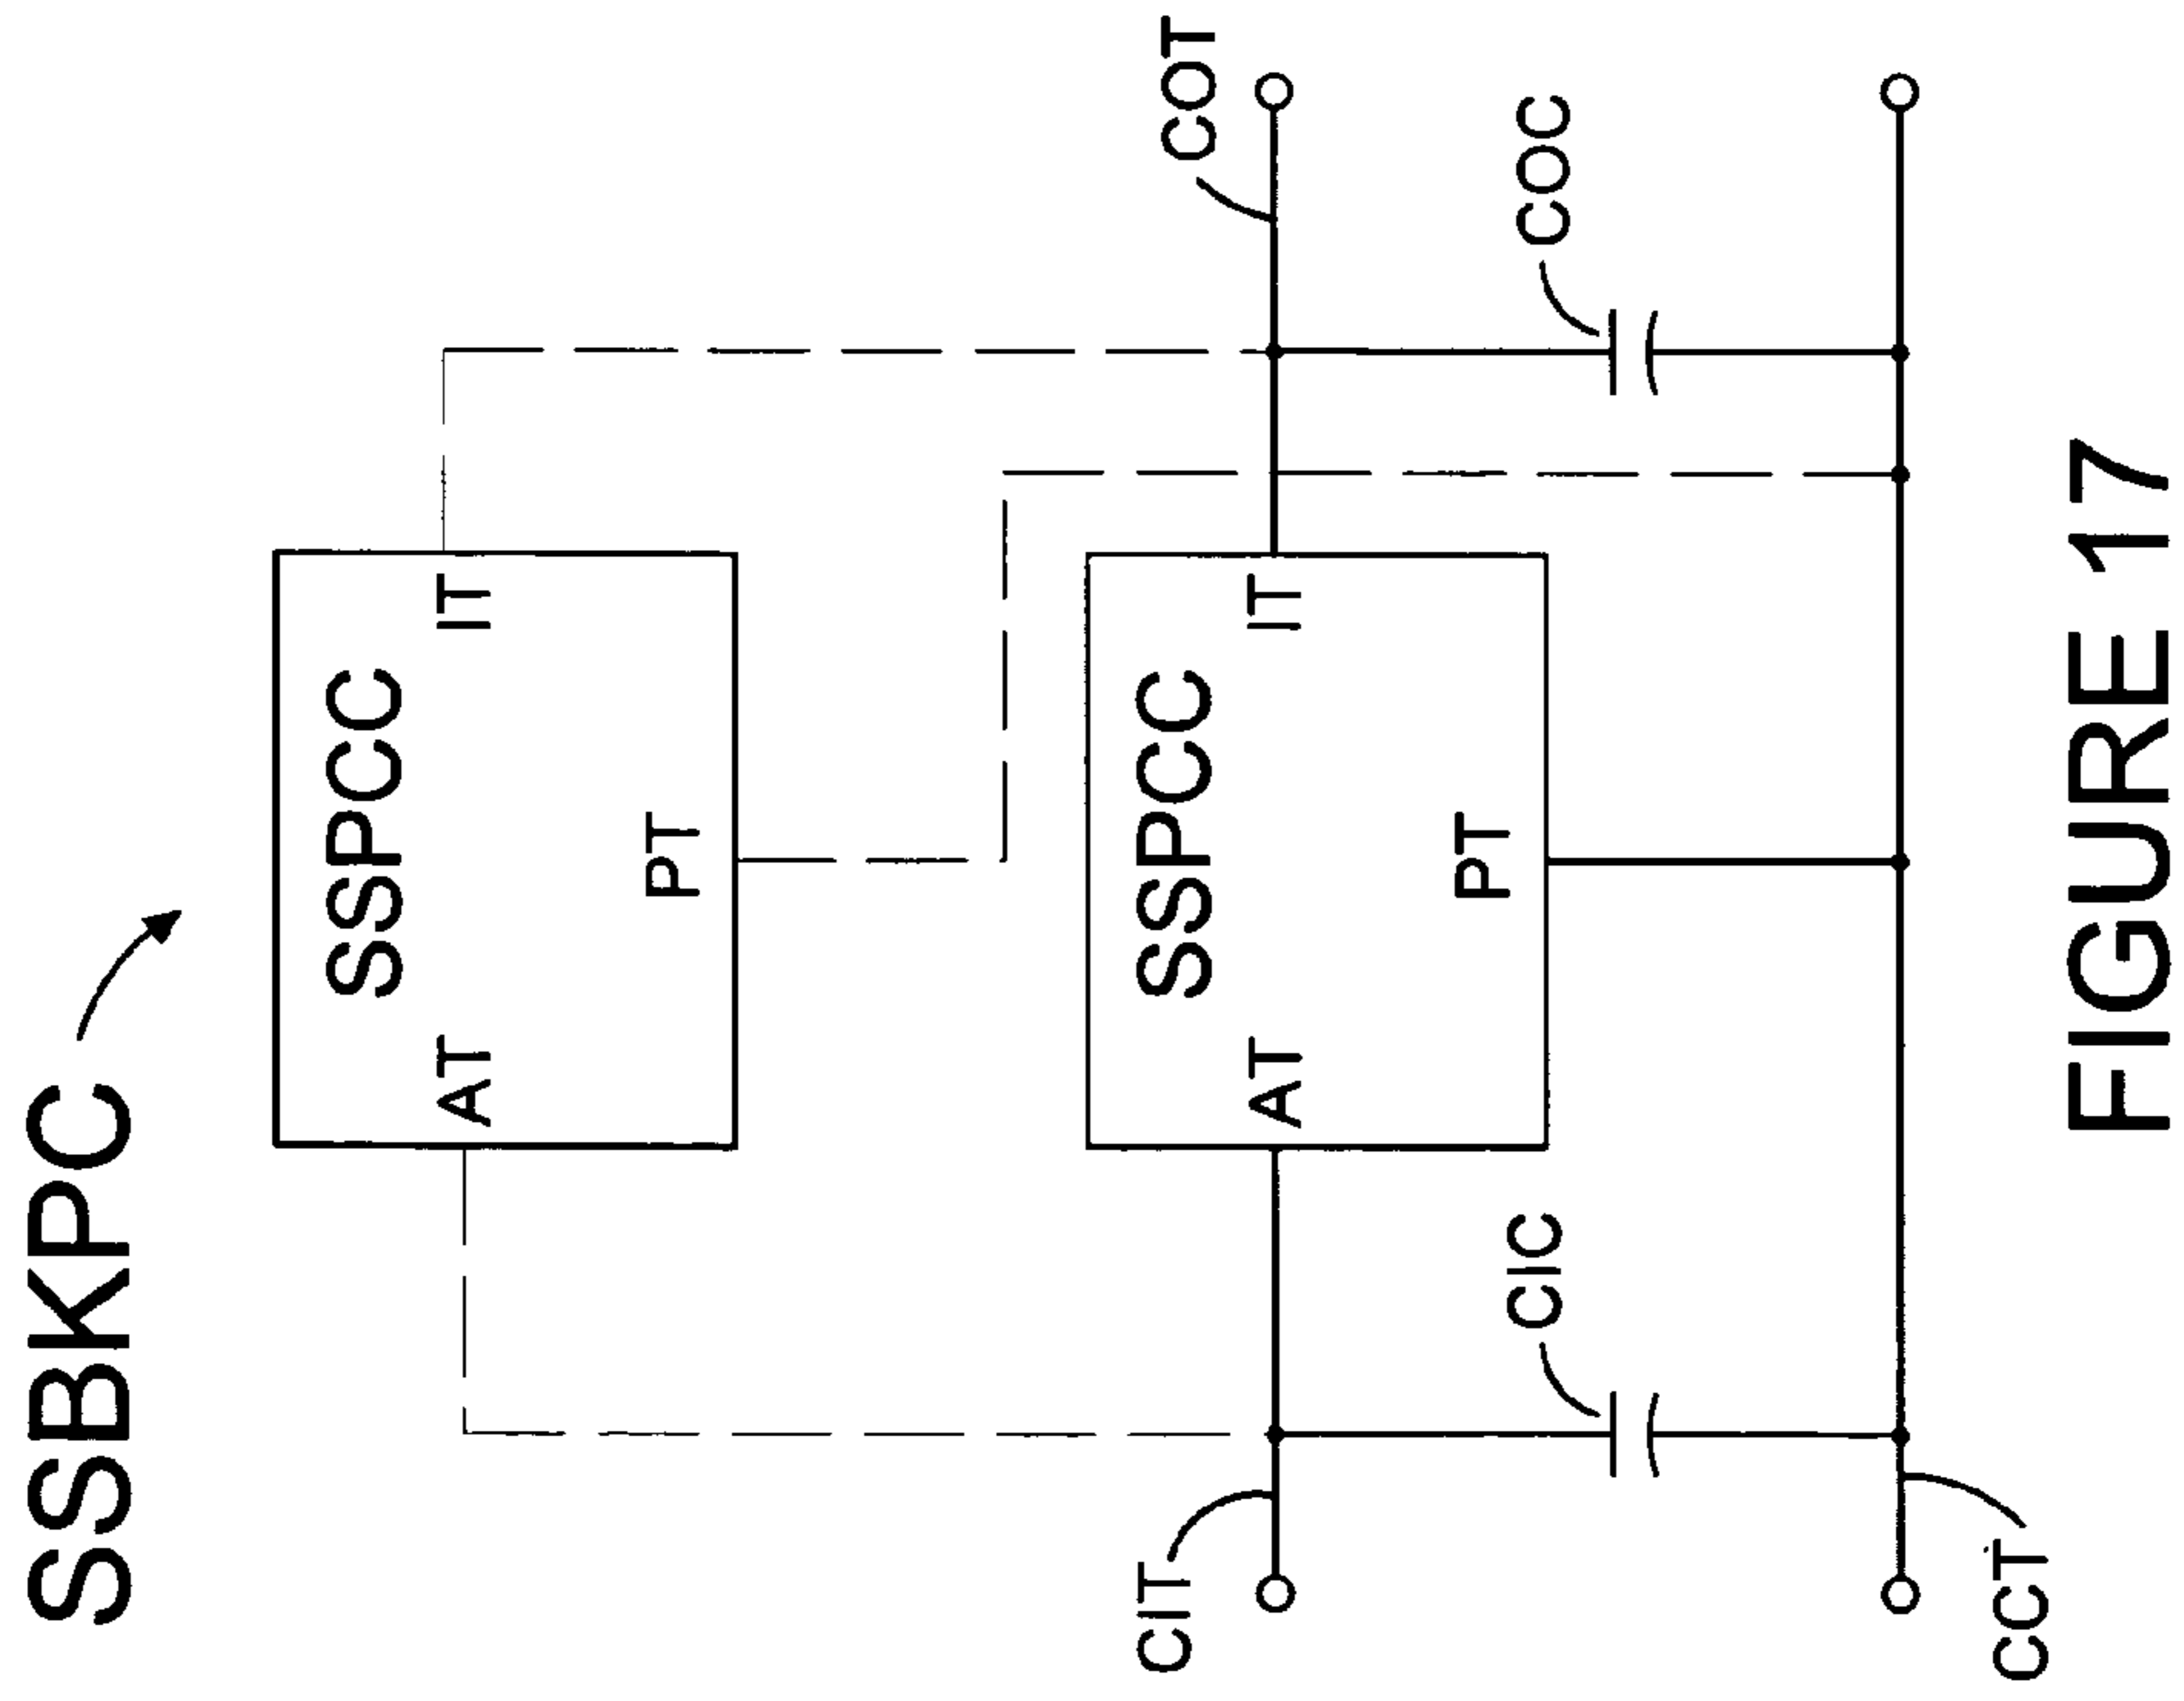 SSBKPC
SSPCC
AT
IT
PT
SSPCC
AT
IT
PT
CIT
COT
CIC
COC
CCT
FIGURE 17